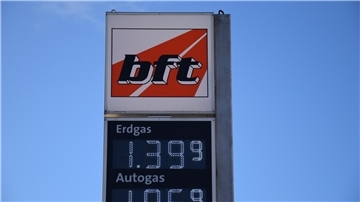 bft
Erdgas
1.39⁹
Autogas